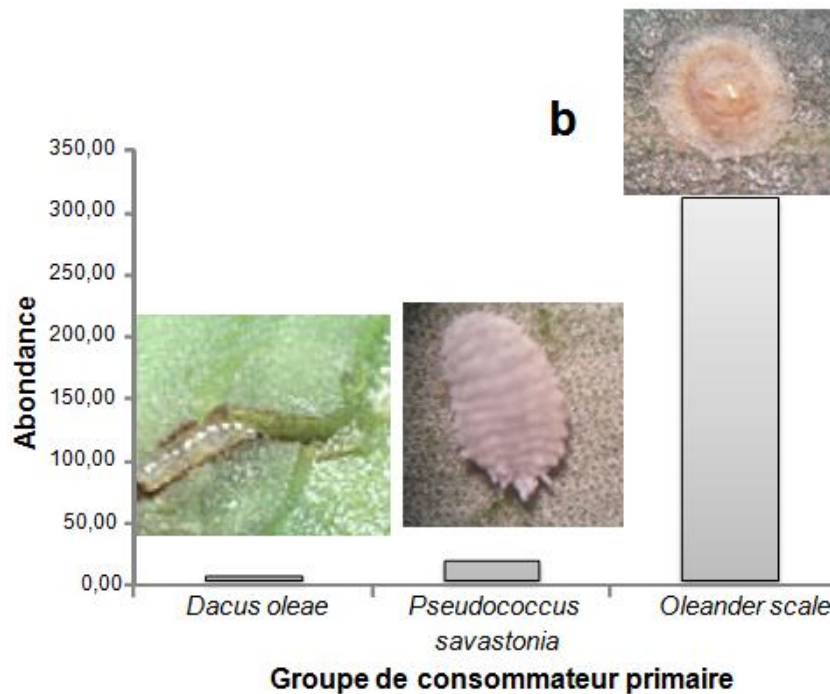 b
350,00
300,00
250,00
200,00
150,00
100,00
50,00
0,00
Abondance
Dacus oleae
Pseudococcus
savastonia
Oleander scale
Groupe de consommateur primaire